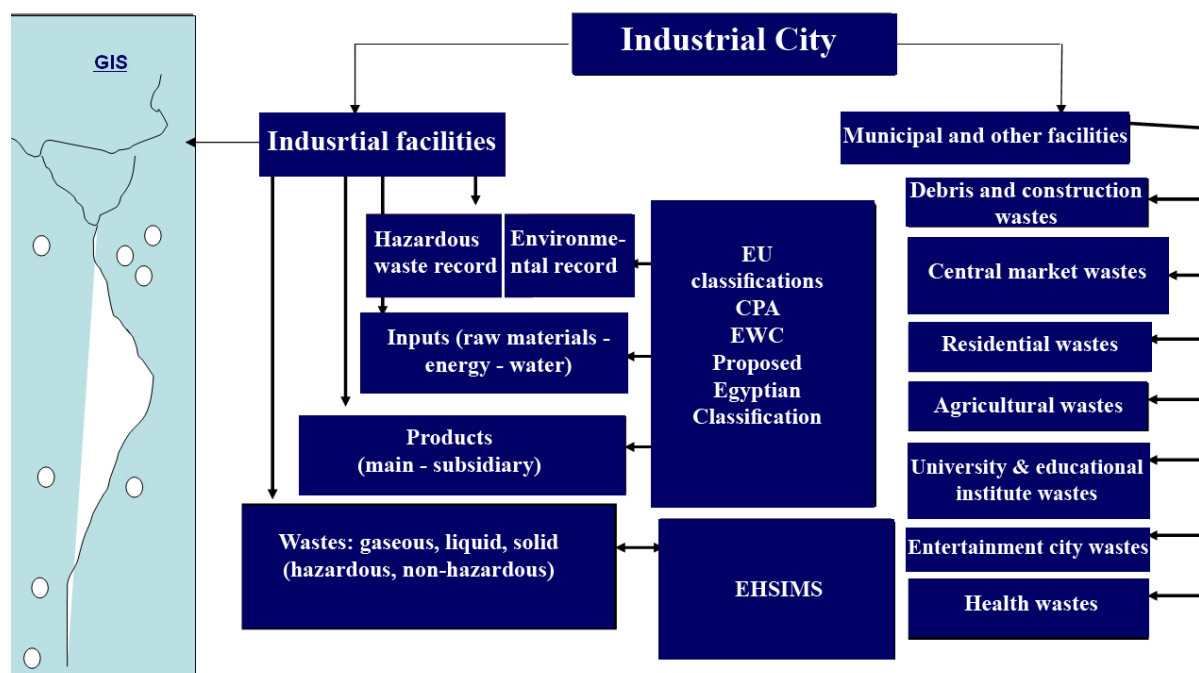 Industrial City
GIS
Indusrtial facilities
Municipal and other facilities
Hazardous
waste record
Environme-
ntal record
Inputs (raw materials -
energy - water)
Products
(main - subsidiary)
Wastes: gaseous, liquid, solid
(hazardous, non-hazardous)
EU
classifications
CPA
EWC
Proposed
Egyptian
Classification
EHSIMS
Debris and construction
wastes
Central market wastes
Residential wastes
Agricultural wastes
University & educational
institute wastes
Entertainment city wastes
Health wastes